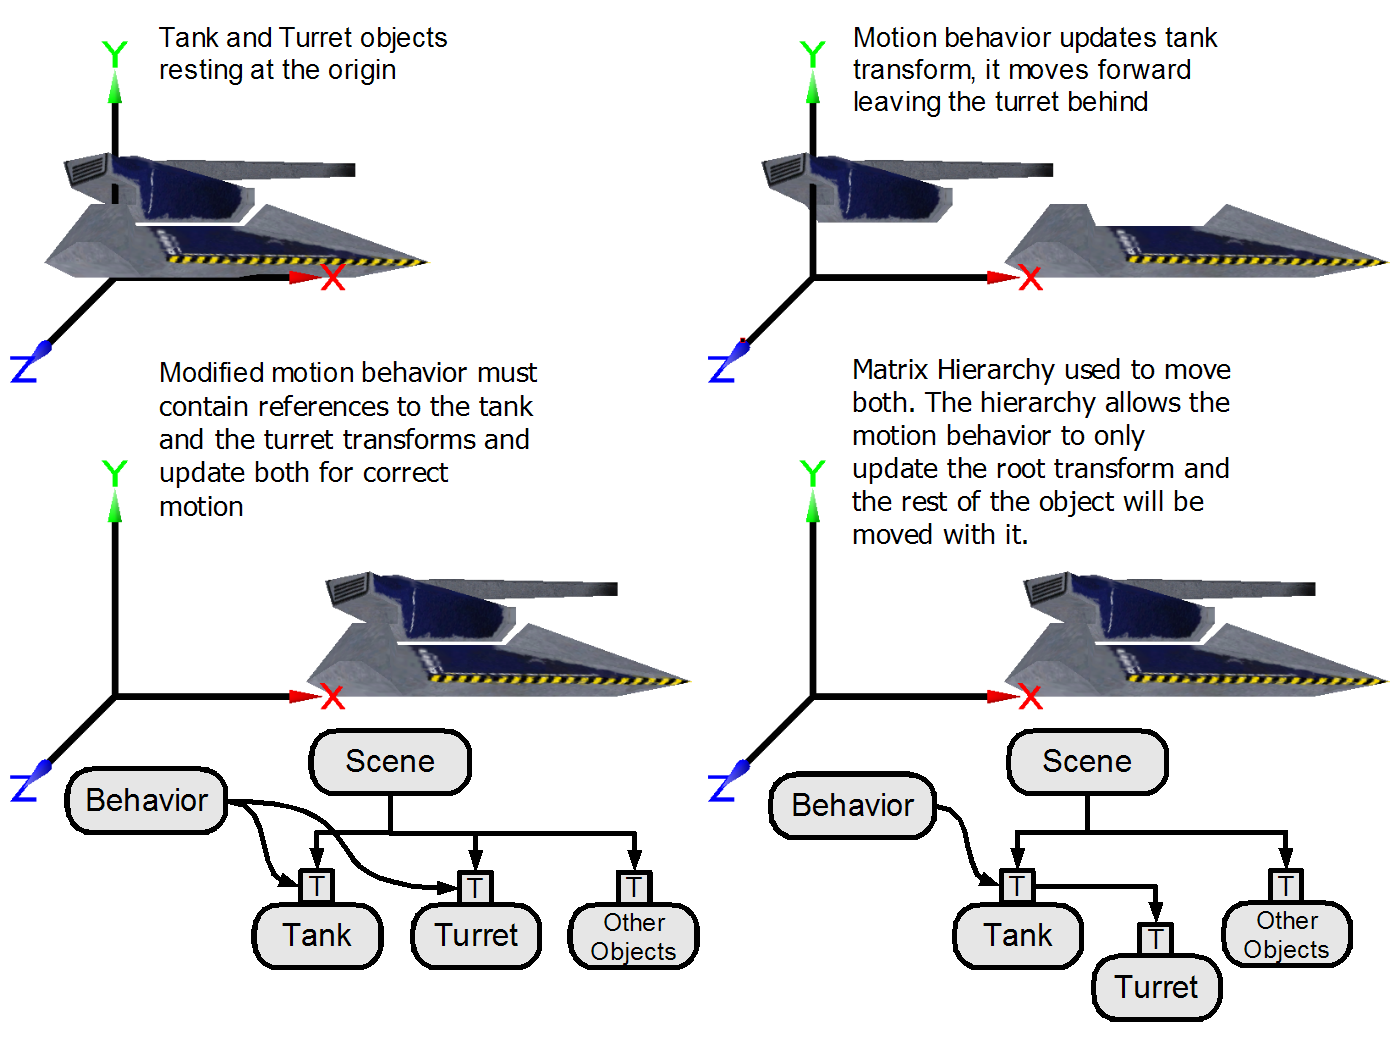 Tank and Turret objects
resting at the origin
Y
X
Z
Motion behavior updates tank
transform, it moves forward
leaving the turret behind
Y
X
Z
Modified motion behavior must
contain references to the tank
and the turret transforms and
update both for correct
motion
Y
X
Z
Scene
Behavior
T
T
T
Tank
Turret
Other
Objects
Matrix Hierarchy used to move
both. The hierarchy allows the
motion behavior to only
update the root transform and
the rest of the object will be
moved with it.
Y
X
Z
Scene
Behavior
T
T
Tank
Other
Objects
T
Turret